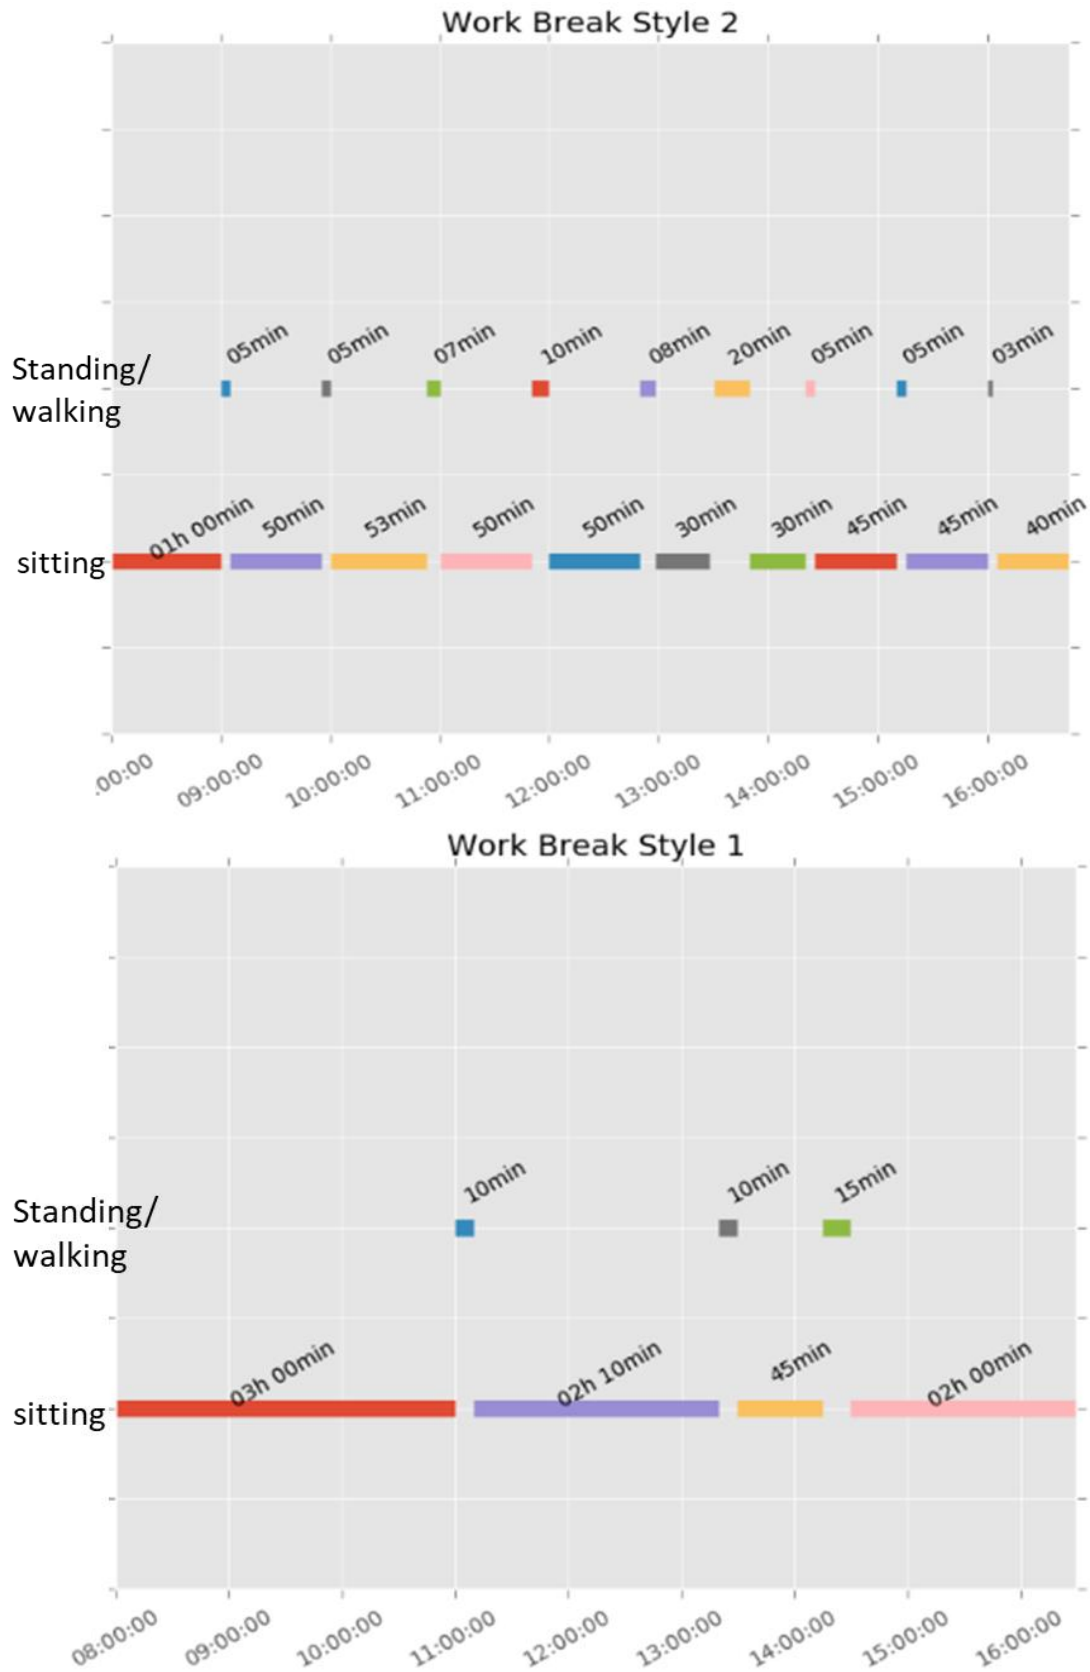 Work Break Style 2
05min 05min 07min 10min 08min 20min 05min 05min 03min
Standing/
walking
01h 00min 50min 53min 50min 50min 30min 30min 45min 45min 40min
sitting
:00:00 09:00:00 10:00:00 11:00:00 12:00:00 13:00:00 14:00:00 15:00:00 16:00:00
Work Break Style 1
10min 10min 15min
Standing/
walking
03h 00min 02h 10min 45min 02h 00min
sitting
08:00:00 09:00:00 10:00:00 11:00:00 12:00:00 13:00:00 14:00:00 15:00:00 16:00:00